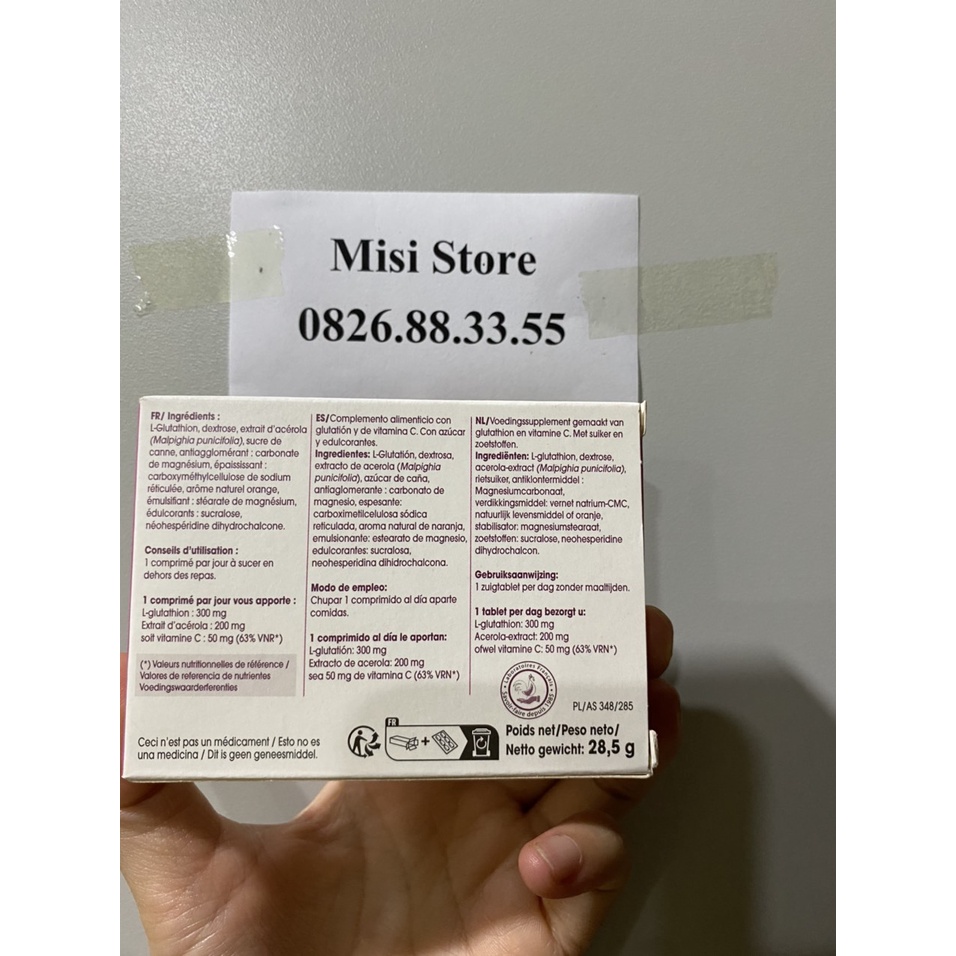 Misi Store
0826.88.33.55
FR/ Ingrédients :
L-Glutathion, dextrose, extrait d'acérola
(Malpighia punicifolia), sucre de
canne, antiagglomérant : carbonate
de magnésium, épaississant :
carboxyméthylcellulose de sodium
réticulée, arôme naturel orange,
émulsifiant : stéarate de magnésium,
édulcorants : sucralose,
néohespéridine dihydrochalcone.
Conseils d'utilisation :
1 comprimé par jour à sucer en
dehors des repas.
1 comprimé par jour vous apporte :
L-glutathion : 300 mg
Extrait d'acérola : 200 mg
soit vitamine C : 50 mg (63% VNR*)
(*) Valeurs nutritionnelles de référence /
Valores de referencia de nutrientes
Voedingswaarderferenties
ES/Complemento alimenticio con
glutatión y de vitamina C. Con azúcar
y edulcorantes.
Ingredientes: L-Glutatión, dextrosa,
extracto de acerola (Malpighia
punicifolia), azúcar de caña,
antiaglomerante : carbonato de
magnesio, espesante:
carboximetilcelulosa sódica
reticulada, aroma natural de naranja,
emulsionante: estearato de magnesio,
edulcorantes: sucralosa,
neohesperidina dihidrochalcona.
Modo de empleo:
Chupar 1 comprimido al día aparte
comidas.
1 comprimido al día le aportan:
L-glutatión: 300 mg
Extracto de acerola: 200 mg
sea 50 mg de vitamina C (63% VRN*)
NL/Voedingssupplement gemaakt van
glutathion en vitamine C. Met suiker en
zoetstoffen.
Ingrediënten: L-glutathion, dextrose,
acerola-extract (Malpighia punicifolia),
rietsuiker, antiklontermiddel :
Magnesiumcarbonaat,
verdikkingsmiddel: vernet natrium-CMC,
natuurlijk levensmiddel of oranje,
stabilisator: magnesiumstearaat,
zoetstoffen: sucralose, neohesperidine
dihydrochalcon.
Gebruiksaanwijzing:
1 zuigtablet per dag zonder maaltijden.
1 tablet per dag bezorgt u:
L-glutathion: 300 mg
Acerola-extract: 200 mg
ofwel vitamine C: 50 mg (63% VRN*)
Laboratoires Français
Savoir-faire depuis 1985
PL/AS 348/285
Ceci n'est pas un médicament / Esto no es
una medicina / Dit is geen geneesmiddel.
FR
+
Poids net/Peso neto/
Netto gewicht: 28,5 g